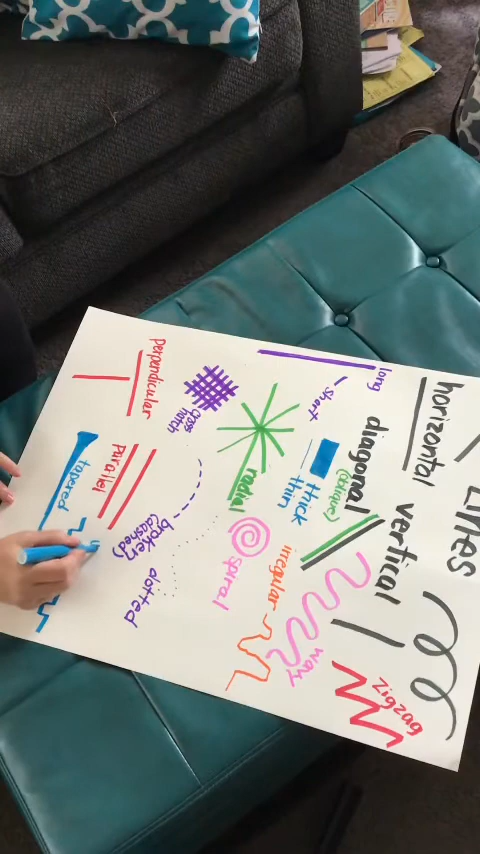 Lines
horizontal
vertical
zigzag
diagonal
(oblique)
long
short
thick
thin
wavy
irregular
radial
spiral
cross
hatch
broken
(dashed)
dotted
perpendicular
parallel
tapered